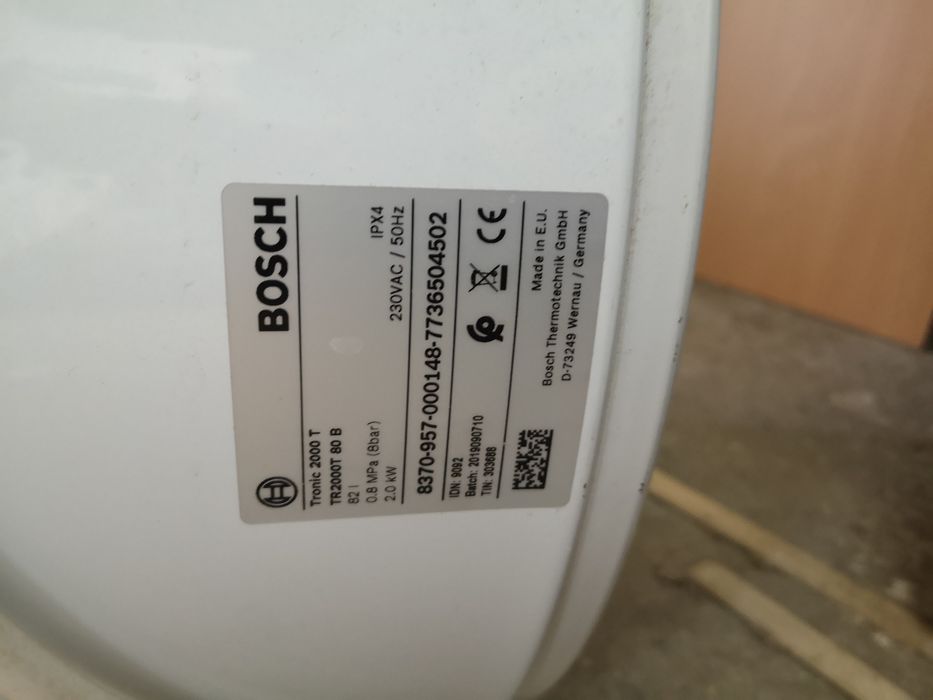 BOSCH
Tronic 2000 T
TR2000T 80 B
82 l
0.8 MPa (8bar) IPX4
2.0 kW 230VAC / 50Hz
8370-957-000148-7736504502
IDN: 9092
Batch: 2019090710
TIN: 303688
CE
Made in E.U.
Bosch Thermotechnik GmbH
D-73249 Wernau / Germany